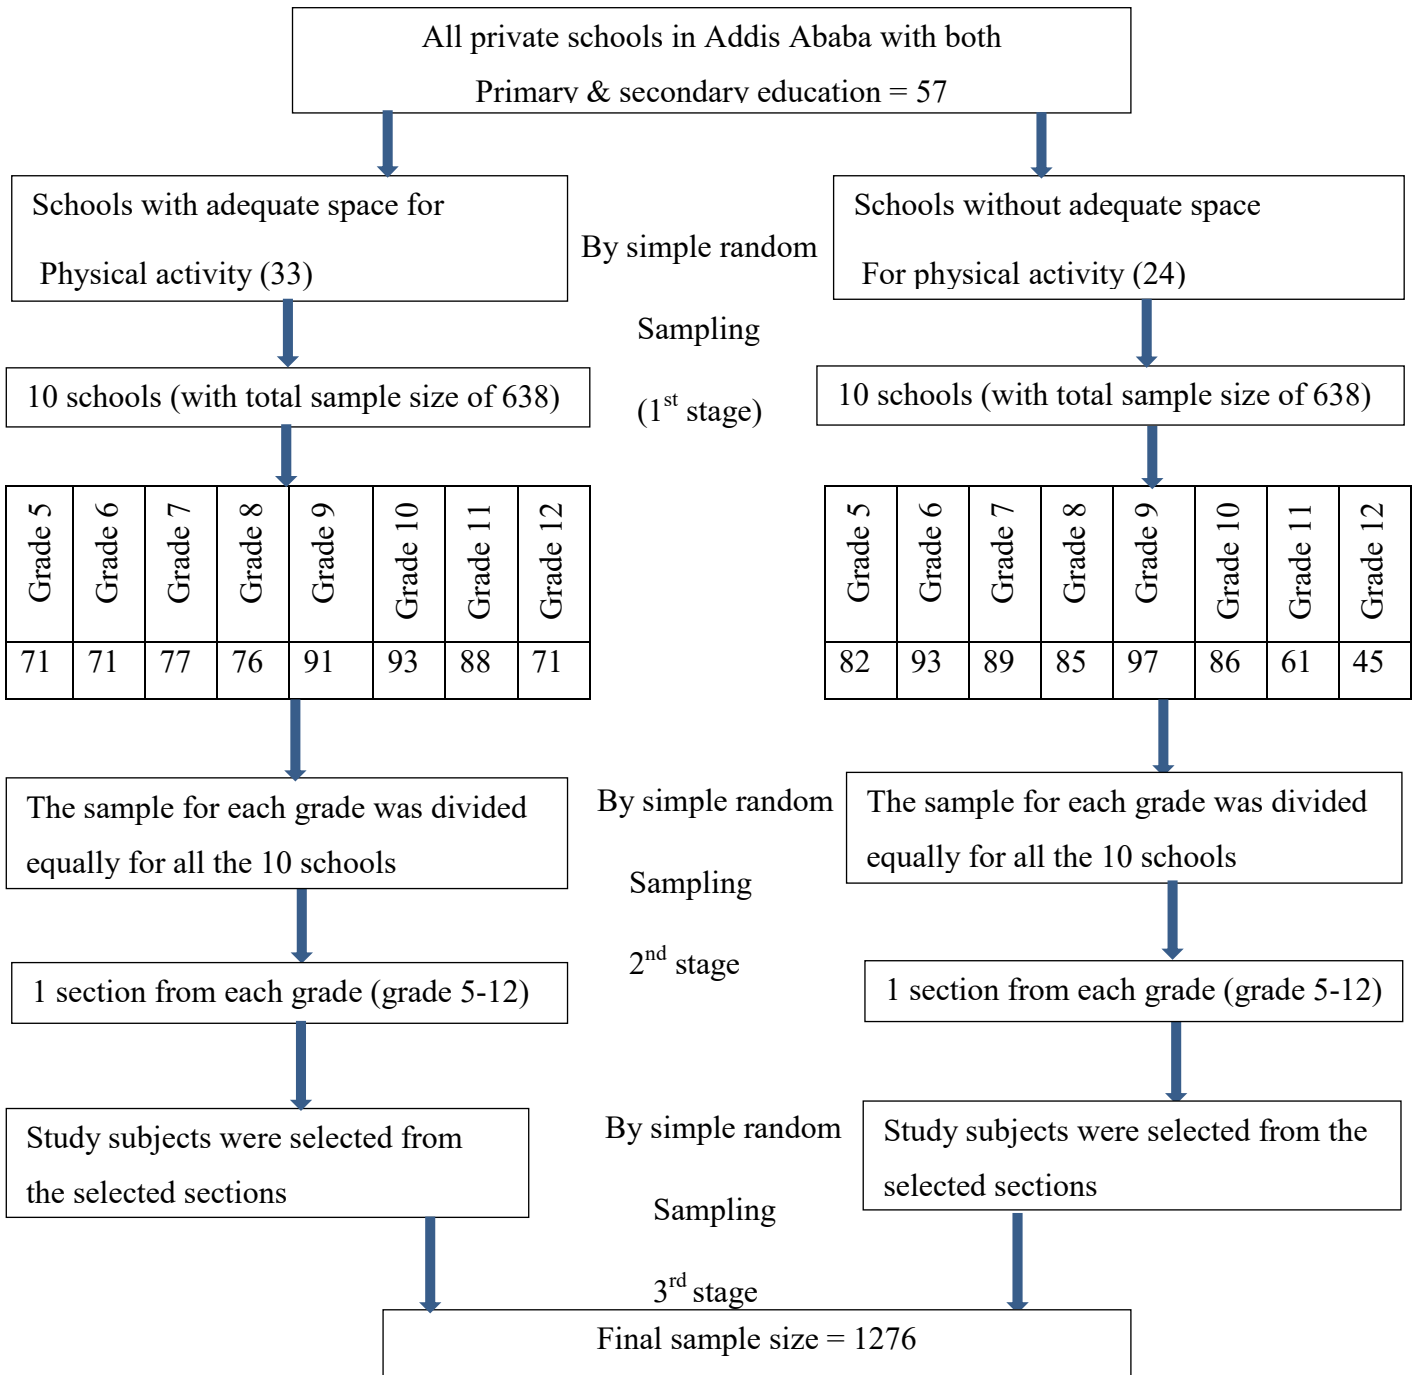 All private schools in Addis Ababa with both
Primary & secondary education = 57
Schools with adequate space for
Physical activity (33)
By simple random
Sampling
(1st stage)
Schools without adequate space
For physical activity (24)
10 schools (with total sample size of 638)
10 schools (with total sample size of 638)
Grade 5 Grade 6 Grade 7 Grade 8 Grade 9 Grade 10 Grade 11 Grade 12
71 71 77 76 91 93 88 71
Grade 5 Grade 6 Grade 7 Grade 8 Grade 9 Grade 10 Grade 11 Grade 12
82 93 89 85 97 86 61 45
The sample for each grade was divided
equally for all the 10 schools
By simple random
Sampling
2nd stage
The sample for each grade was divided
equally for all the 10 schools
1 section from each grade (grade 5-12)
1 section from each grade (grade 5-12)
Study subjects were selected from
the selected sections
By simple random
Sampling
3rd stage
Study subjects were selected from the
selected sections
Final sample size = 1276